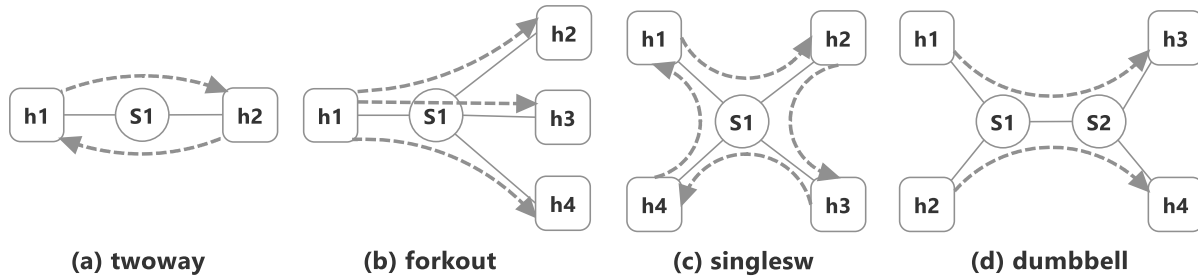 h1 S1 h2
(a) twoway
h2
h1 S1 h3
h4
(b) forkout
h1 h2
S1
h4 h3
(c) singlesw
h1 h3
S1 S2
h2 h4
(d) dumbbell